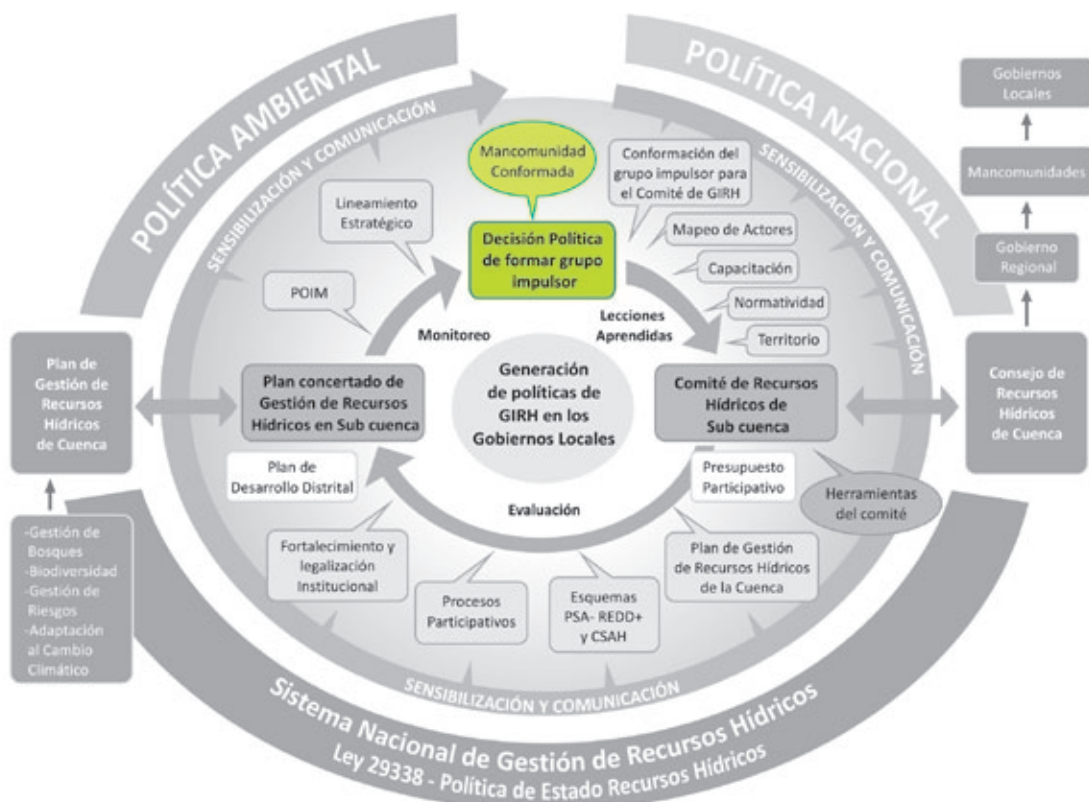 POLÍTICA AMBIENTAL
POLÍTICA NACIONAL
SENSIBILIZACIÓN Y COMUNICACIÓN
SENSIBILIZACIÓN Y COMUNICACIÓN
Gobiernos
Locales
Mancomunidades
Gobierno
Regional
Consejo de
Recursos
Hídricos
de Cuenca
Mancomunidad
Conformada
Decisión Política
de formar grupo
impulsor
Conformación del
grupo impulsor para
el Comité de GIRH
Mapeo de Actores
Capacitación
Normatividad
Territorio
Lineamiento
Estratégico
POIM
Monitoreo
Lecciones
Aprendidas
Plan de
Gestión de
Recursos
Hídricos
de Cuenca
Plan concertado de
Gestión de Recursos
Hídricos en Sub cuenca
Generación
de políticas de
GIRH en los
Gobiernos Locales
Comité de Recursos
Hídricos de
Sub cuenca
Plan de
Desarrollo Distrital
Presupuesto
Participativo
Herramientas
del comité
Evaluación
-Gestión de
Bosques
-Biodiversidad
-Gestión de
Riesgos
-Adaptación
al Cambio
Climático
Fortalecimiento y
legalización
Institucional
Procesos
Participativos
Esquemas
PSA- REDD+
y CSAH
Plan de Gestión
de Recursos Hídricos
de la Cuenca
SENSIBILIZACIÓN Y COMUNICACIÓN
Sistema Nacional de Gestión de Recursos Hídricos
Ley 29338 - Política de Estado Recursos Hídricos